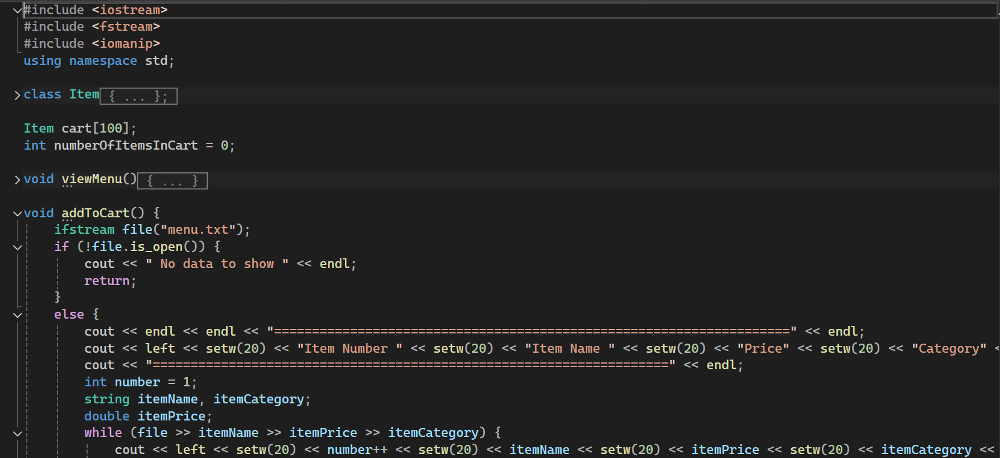 #include <iostream>
#include <fstream>
#include <iomanip>
using namespace std;
class Item{ ... };
Item cart[100];
int numberOfItemsInCart = 0;
void viewMenu(){ ... }
void addToCart() {
ifstream file("menu.txt");
if (!file.is_open()) {
cout << " No data to show " << endl;
return;
}
else {
cout << endl << endl << "====================================================================" << endl;
cout << left << setw(20) << "Item Number " << setw(20) << "Item Name " << setw(20) << "Price" << setw(20) << "Category" <
cout << "====================================================================" << endl;
int number = 1;
string itemName, itemCategory;
double itemPrice;
while (file >> itemName >> itemPrice >> itemCategory) {
cout << left << setw(20) << number++ << setw(20) << itemName << setw(20) << itemPrice << setw(20) << itemCategory <<